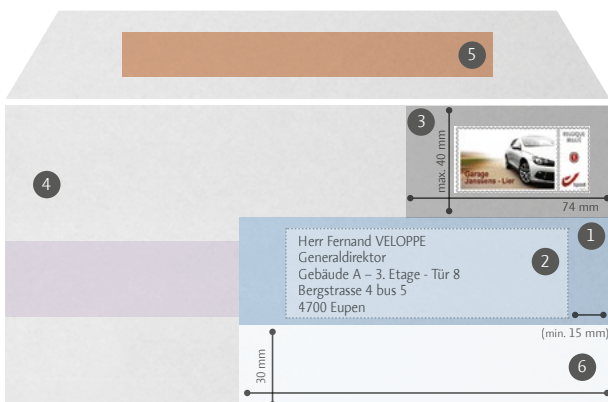 5
3
max. 40 mm
Garage
Janssens - Lier
BELGIQUE
BELGIË
1
74 mm
4
1
2
Herr Fernand VELOPPE
Generaldirektor
Gebäude A – 3. Etage - Tür 8
Bergstrasse 4 bus 5
4700 Eupen
(min. 15 mm)
30 mm
6